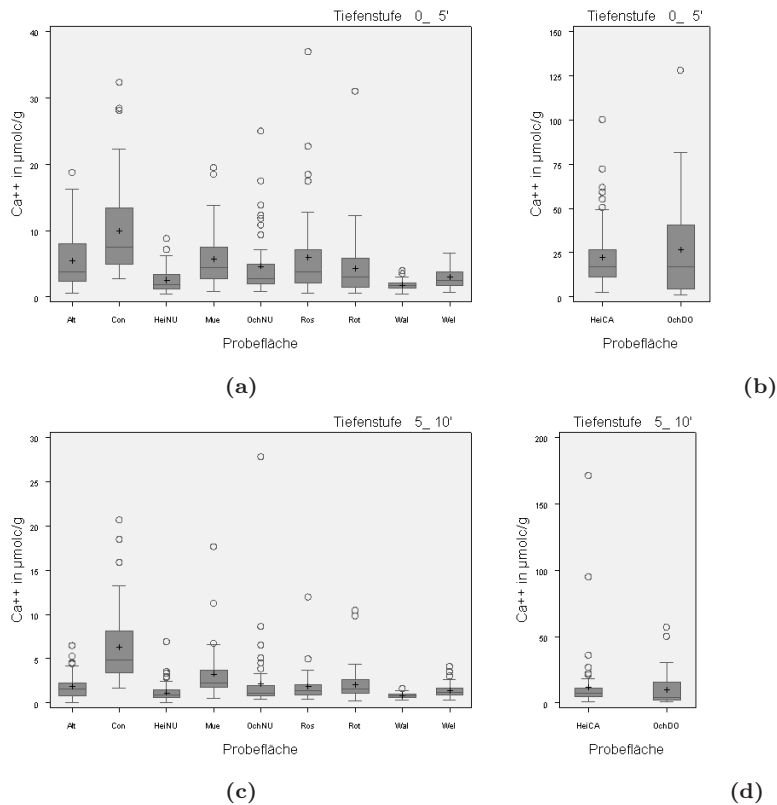 Tiefenstufe 0_ 5'
40
30
20
10
0
Ca++ in µmolc/g
Alt Con HeiNU Mue OchNU Ros Rot Wal Wel
Probefläche
(a)
Tiefenstufe 0_ 5'
150
125
100
75
50
25
0
Ca++ in µmolc/g
HeiCA OchDO
Probefläche
(b)
Tiefenstufe 5_ 10'
30
25
20
15
10
5
0
Ca++ in µmolc/g
Alt Con HeiNU Mue OchNU Ros Rot Wal Wel
Probefläche
(c)
Tiefenstufe 5_ 10'
200
150
100
50
0
Ca++ in µmolc/g
HeiCA OchDO
Probefläche
(d)